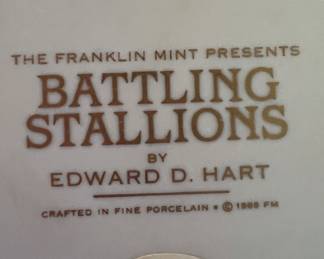 THE FRANKLIN MINT PRESENTS
BATTLING
STALLIONS
BY
EDWARD D. HART
CRAFTED IN FINE PORCELAIN • © FM